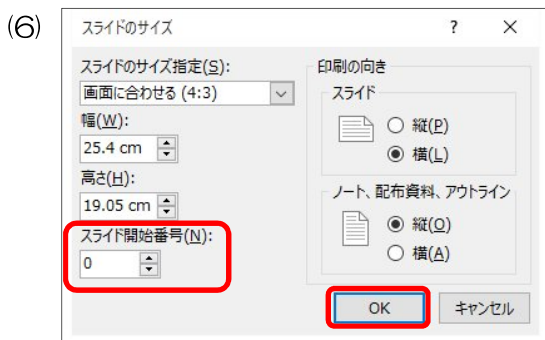 (6)
スライドのサイズ ? ×
スライドのサイズ指定(S):
画面に合わせる (4:3)
幅(W):
25.4 cm
高さ(H):
19.05 cm
スライド開始番号(N):
0
印刷の向き
スライド
縦(P)
横(L)
ノート、配布資料、アウトライン
縦(O)
横(A)
OK キャンセル